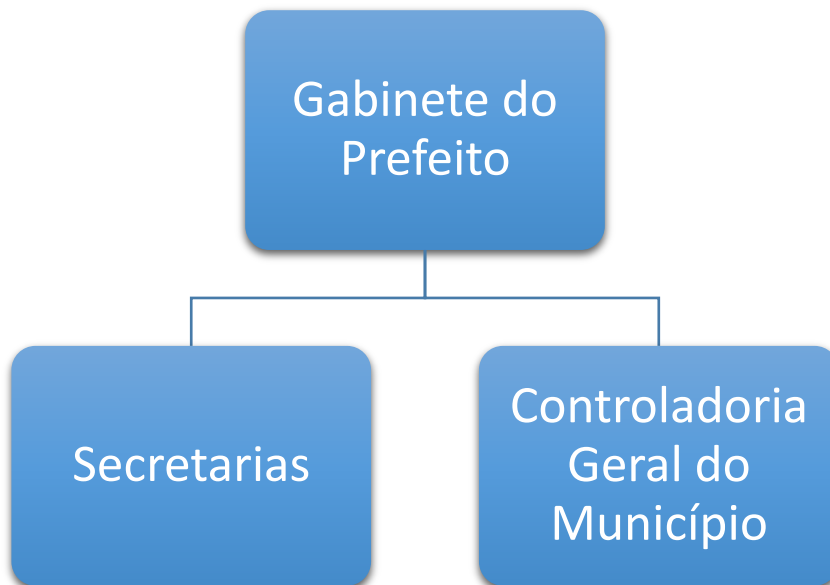 Gabinete do
Prefeito
Secretarias
Controladoria
Geral do
Município